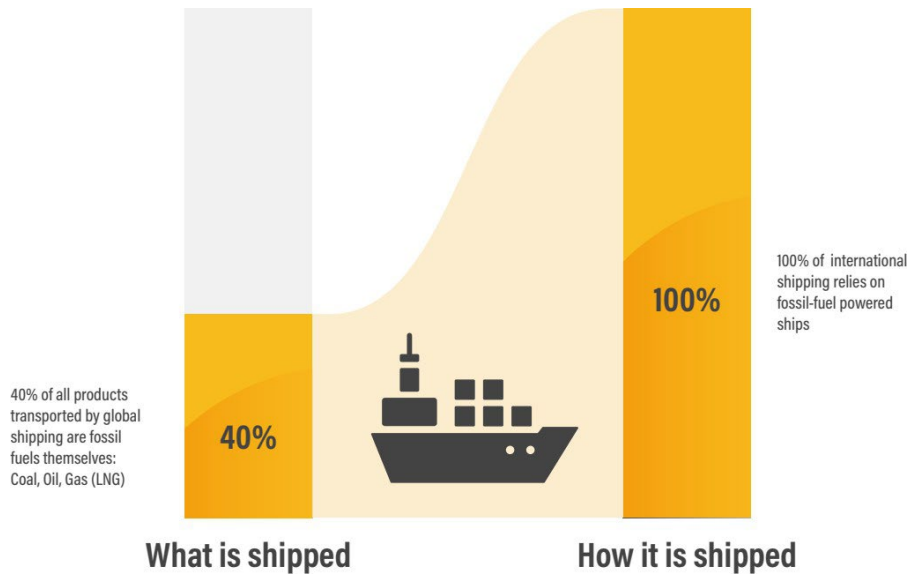 40% of all products
transported by global
shipping are fossil
fuels themselves:
Coal, Oil, Gas (LNG)
40%
100%
100% of international
shipping relies on
fossil-fuel powered
ships
What is shipped
How it is shipped